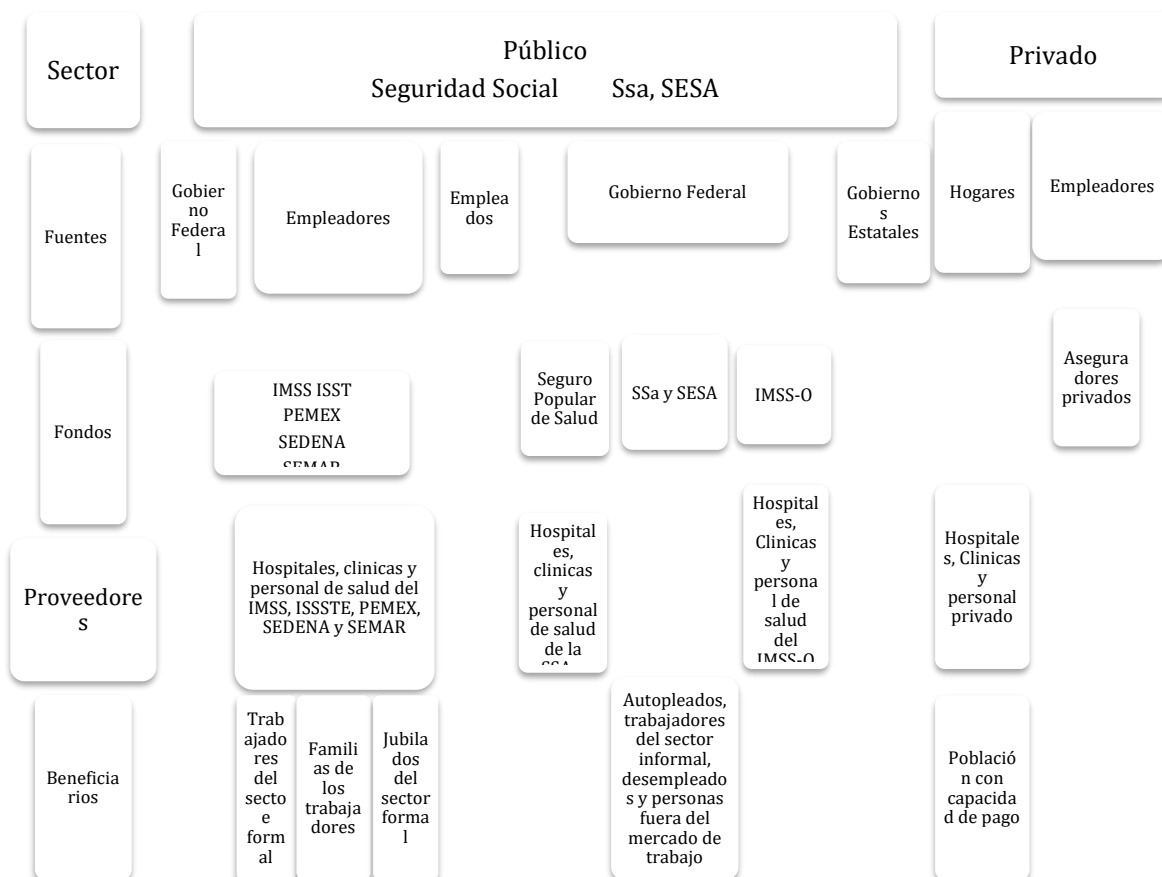 Sector
Público
Seguridad Social Ssa, SESA
Privado
Fuentes
Gobier
no
Federa
l
Empleadores
Emplea
dos
Gobierno Federal
Gobierno
s
Estatales
Hogares
Empleadores
Fondos
IMSS ISST
PEMEX
SEDENA
SEMAR
Seguro
Popular
de Salud
SSa y SESA
IMSS-O
Asegura
dores
privados
Proveedore
s
Hospitales, clinicas y
personal de salud del
IMSS, ISSSTE, PEMEX,
SEDENA y SEMAR
Hospital
es,
clinicas
y
personal
de salud
de la
SSA
Hospital
es,
Clinicas
y
persona
l de
salud
del
IMSS-O
Hospitale
s, Clinicas
y
personal
privado
Beneficia
rios
Trab
ajado
res
del
secto
e
form
al
Famili
as de
los
trabaja
dores
Jubila
dos
del
sector
forma
l
Autopleados,
trabajadores
del sector
informal,
desempleado
s y personas
fuera del
mercado de
trabajo
Població
n con
capacida
d de pago